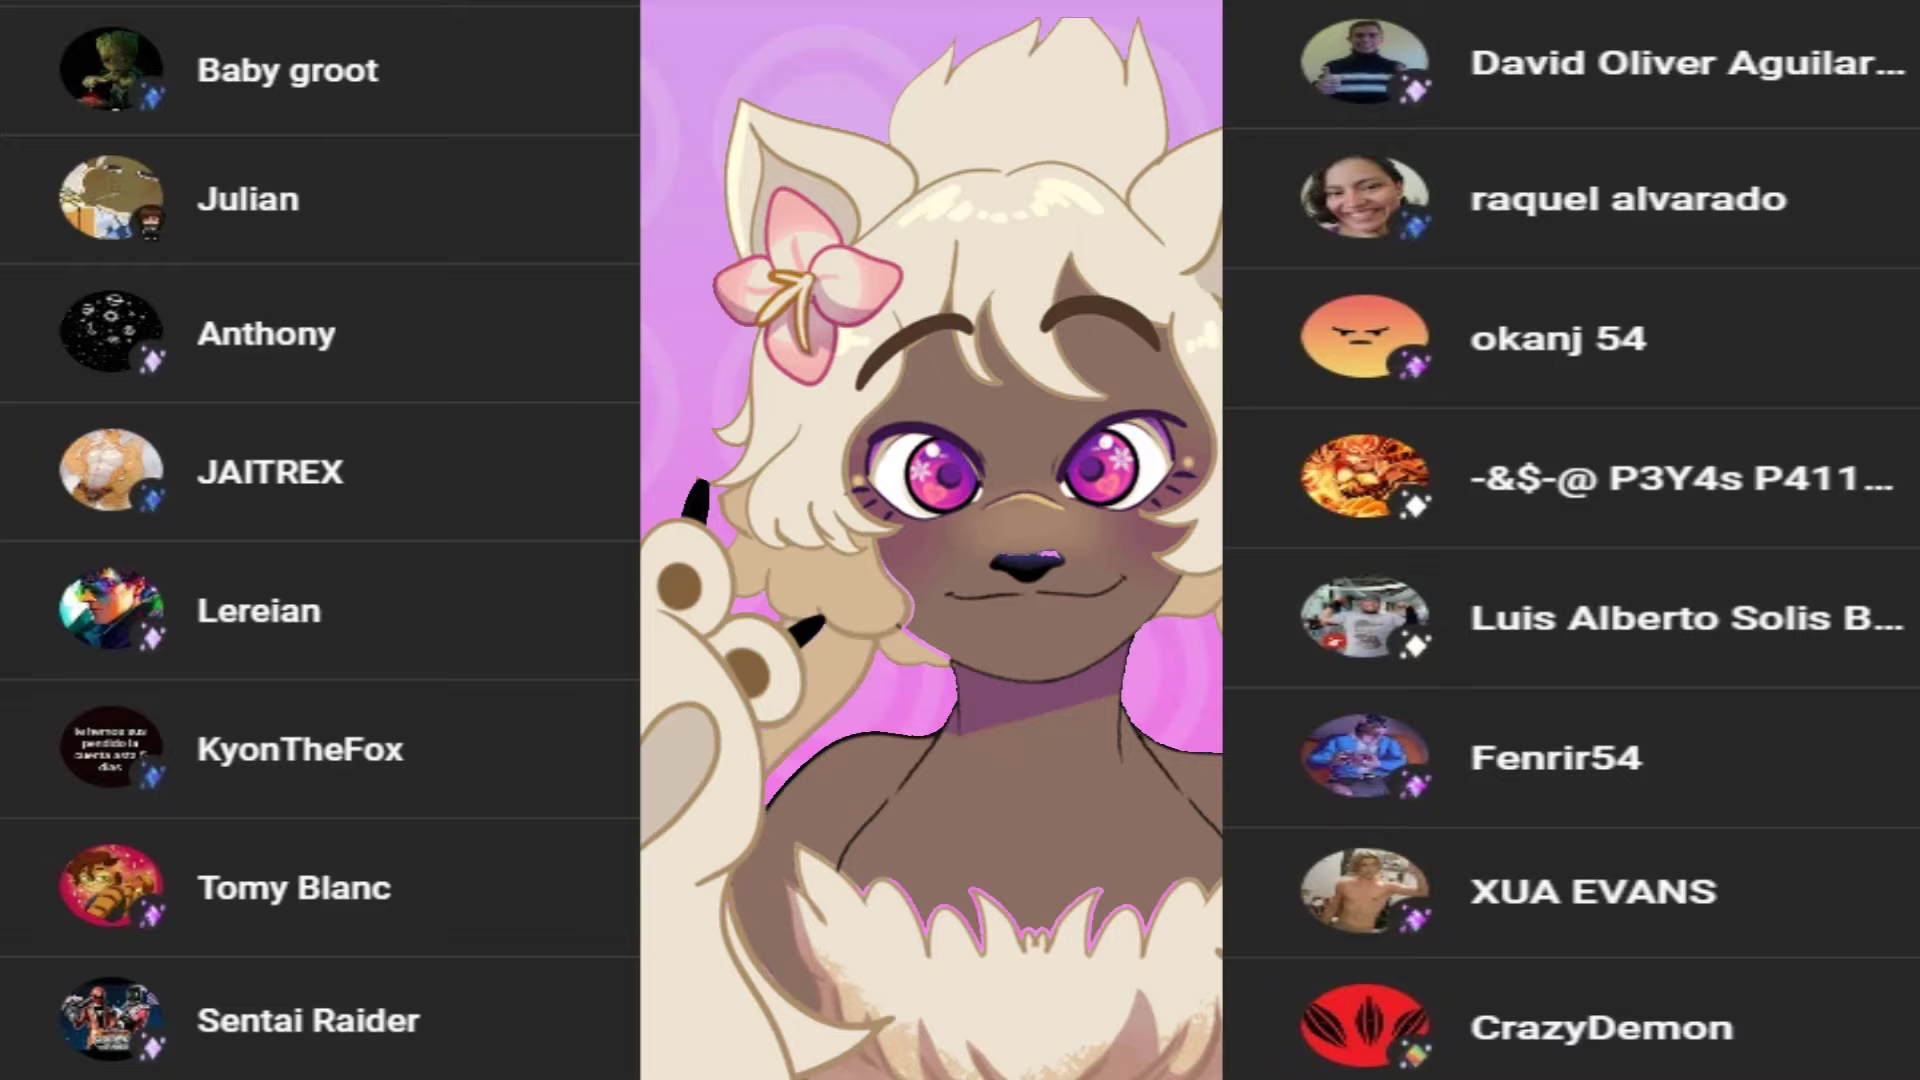 Baby groot
Julian
Anthony
JAITREX
Lereian
KyonTheFox
Tomy Blanc
Sentai Raider
David Oliver Aguilar...
raquel alvarado
okanj 54
-&$-@ P3Y4s P411...
Luis Alberto Solis B...
Fenrir54
XUA EVANS
CrazyDemon